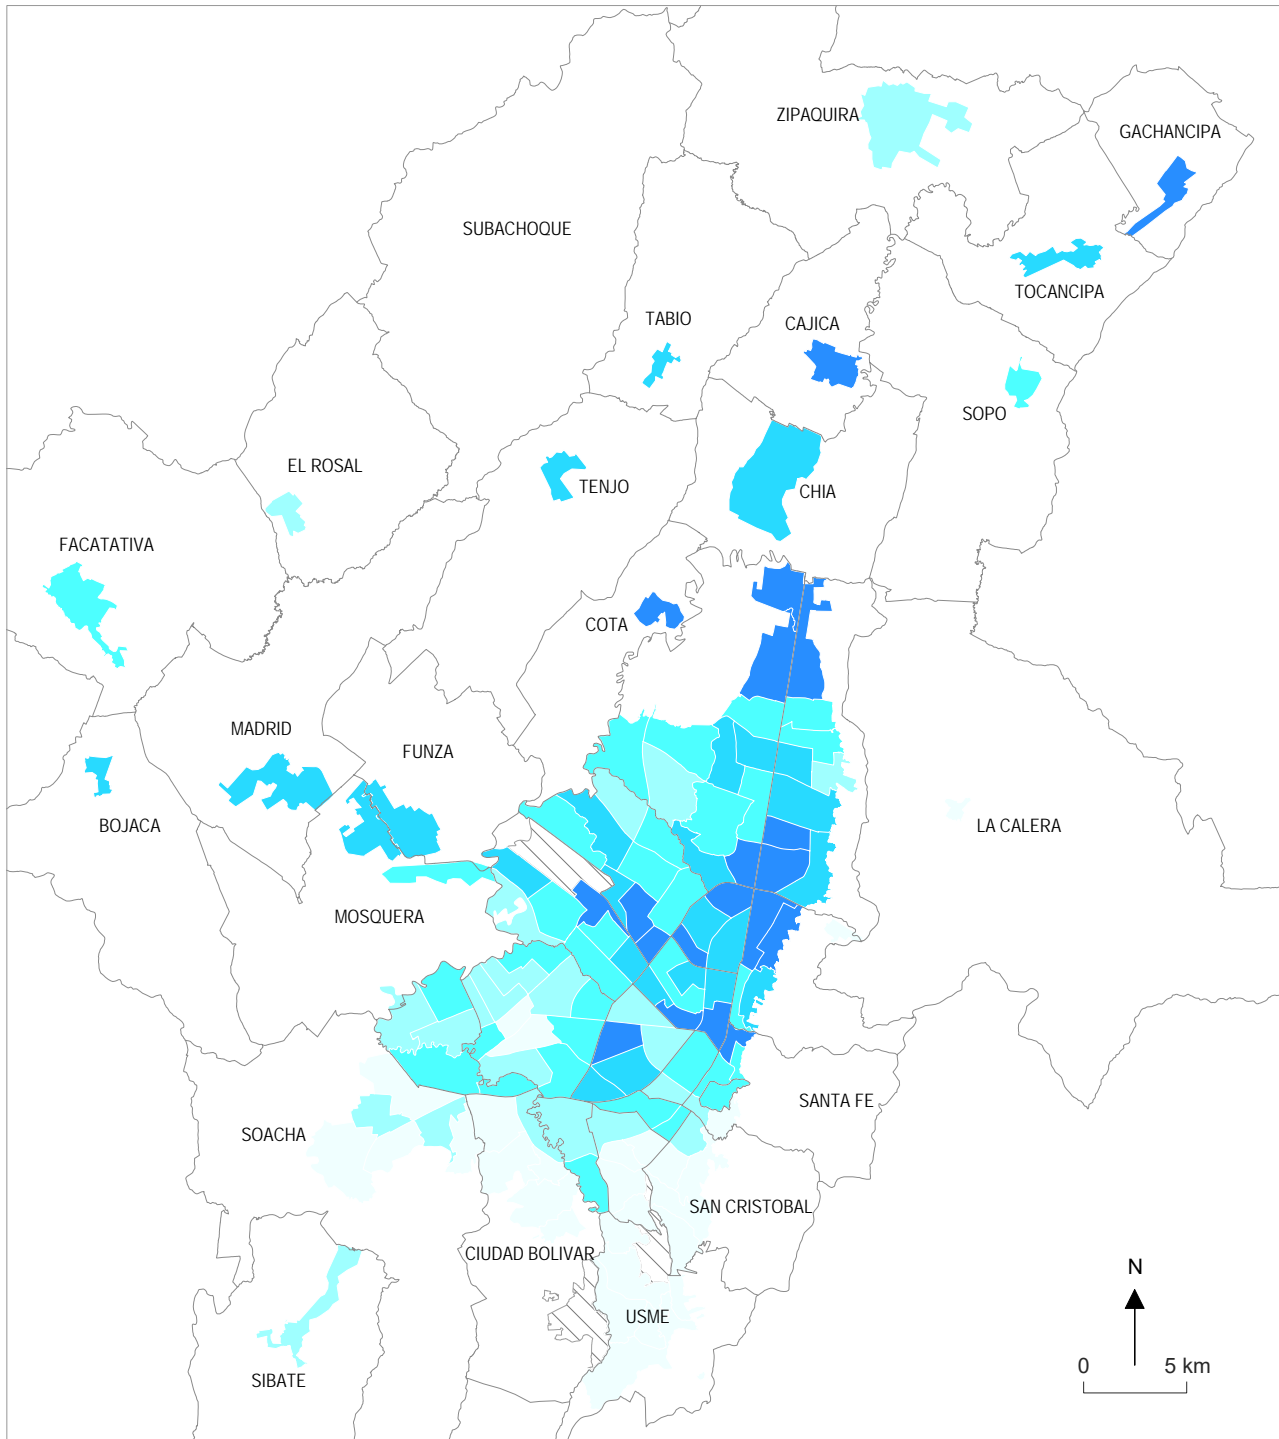 ZIPAQUIRA
GACHANCIPA
SUBACHOQUE
TOCANCIPA
TABIO
CAJICA
SOPO
EL ROSAL
TENJO
CHIA
FACATATIVA
COTA
MADRID
FUNZA
BOJACA
LA CALERA
MOSQUERA
SANTA FE
SOACHA
SAN CRISTOBAL
CIUDAD BOLIVAR
N
USME
0 5 km
SIBATE